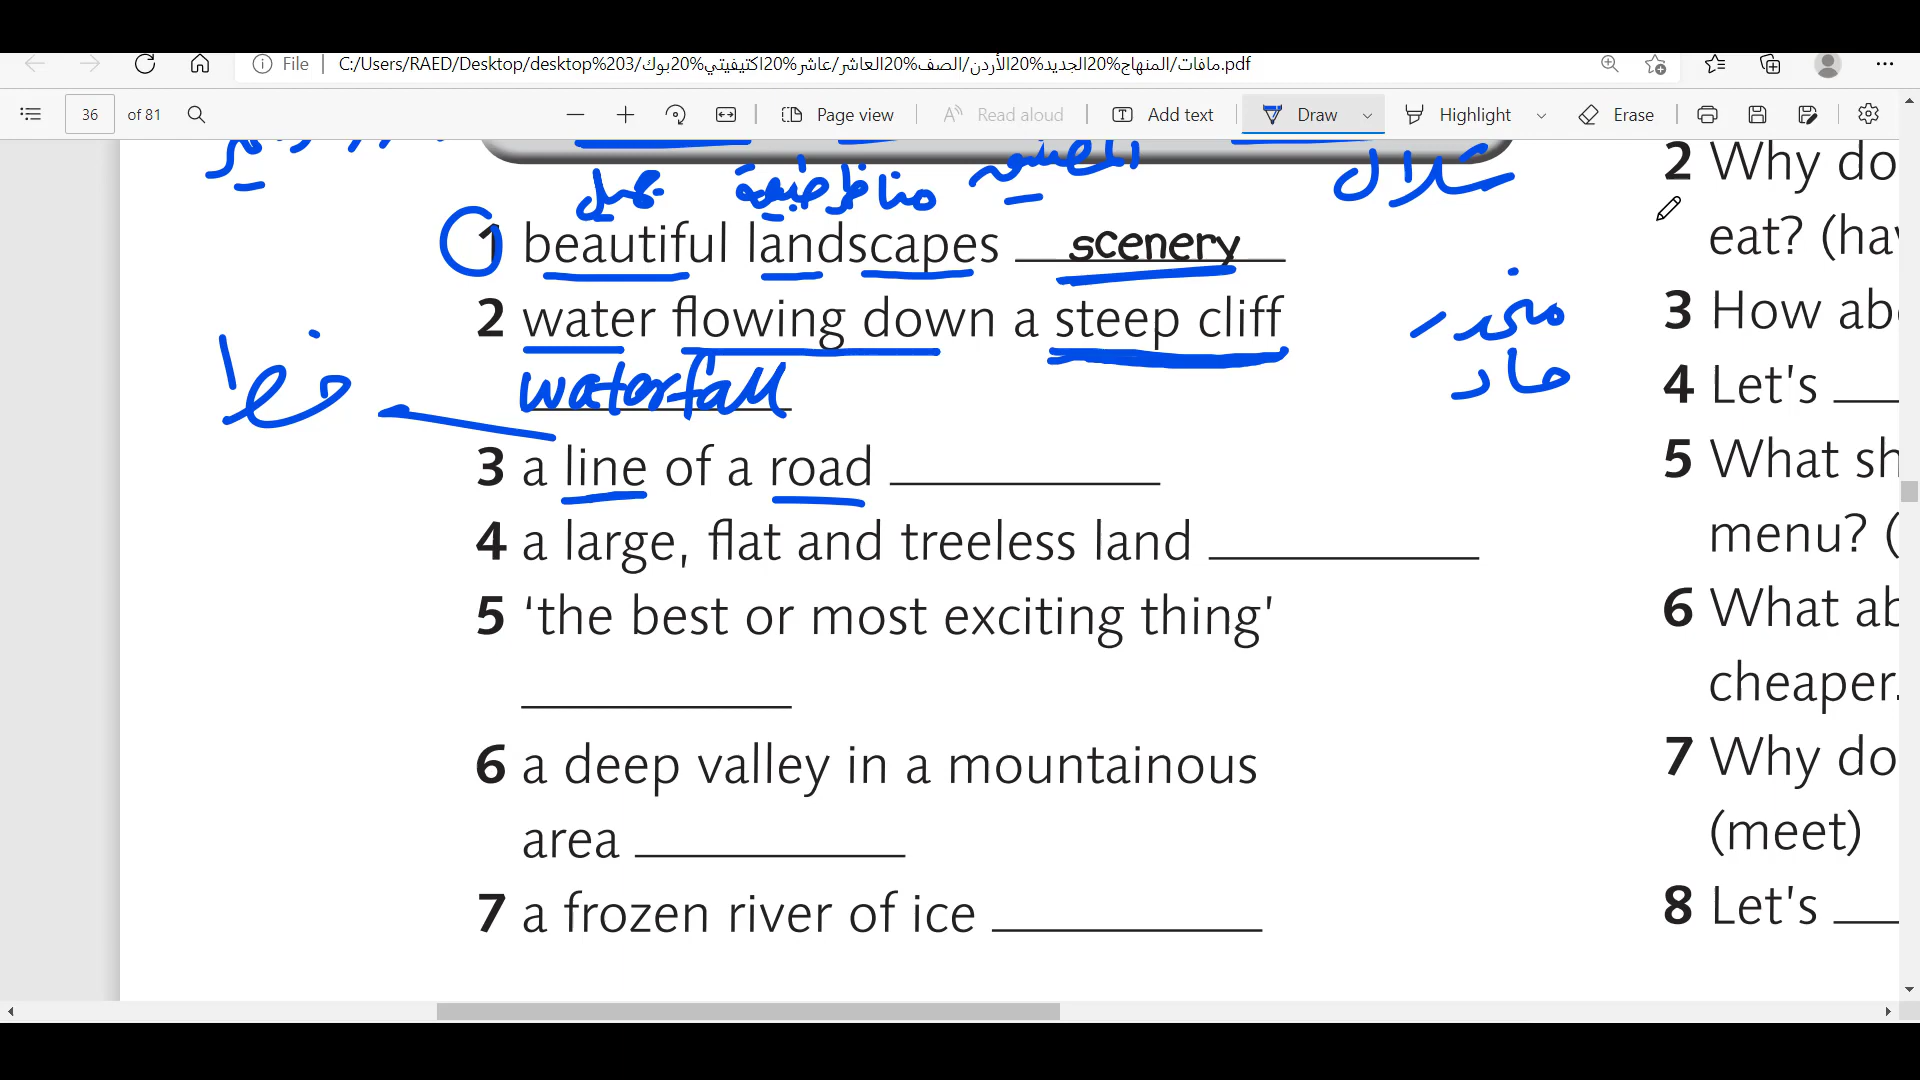 File C:/Users/RAED/Desktop/desktop%203/مافات/المنهاج%20الجديد%20الأردن/الصف%20العاشر/عاشر%20اكتيفيتي%20بوك.pdf
36 of 81 Page view Read aloud Add text Draw Highlight Erase
جميل مناظر طبيعية شلال
1 beautiful landscapes scenery
2 water flowing down a steep cliff
منحدر
حاد
waterfall
خط
3 a line of a road
4 a large, flat and treeless land
5 ‘the best or most exciting thing’
6 a deep valley in a mountainous
area
7 a frozen river of ice
2 Why do
eat? (hav
3 How abo
4 Let's
5 What sh
menu? (
6 What ab
cheaper.
7 Why do
(meet)
8 Let's